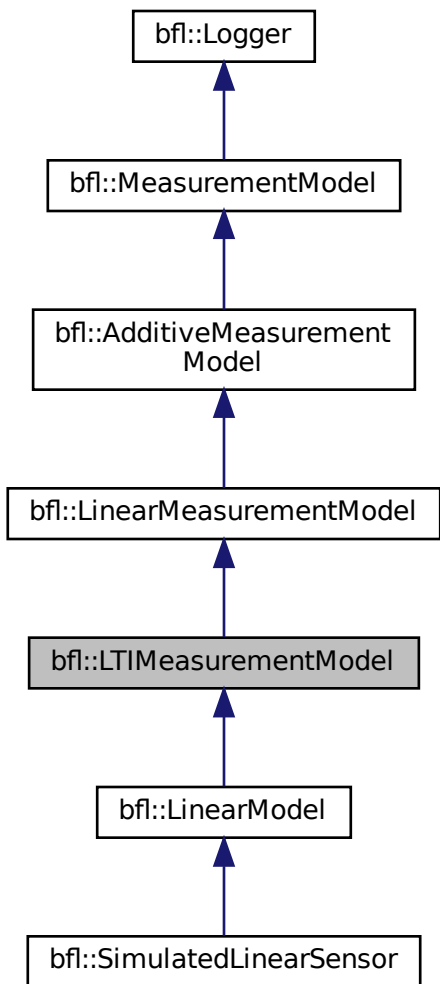 bfl::Logger
bfl::MeasurementModel
bfl::AdditiveMeasurement
Model
bfl::LinearMeasurementModel
bfl::LTIMeasurementModel
bfl::LinearModel
bfl::SimulatedLinearSensor